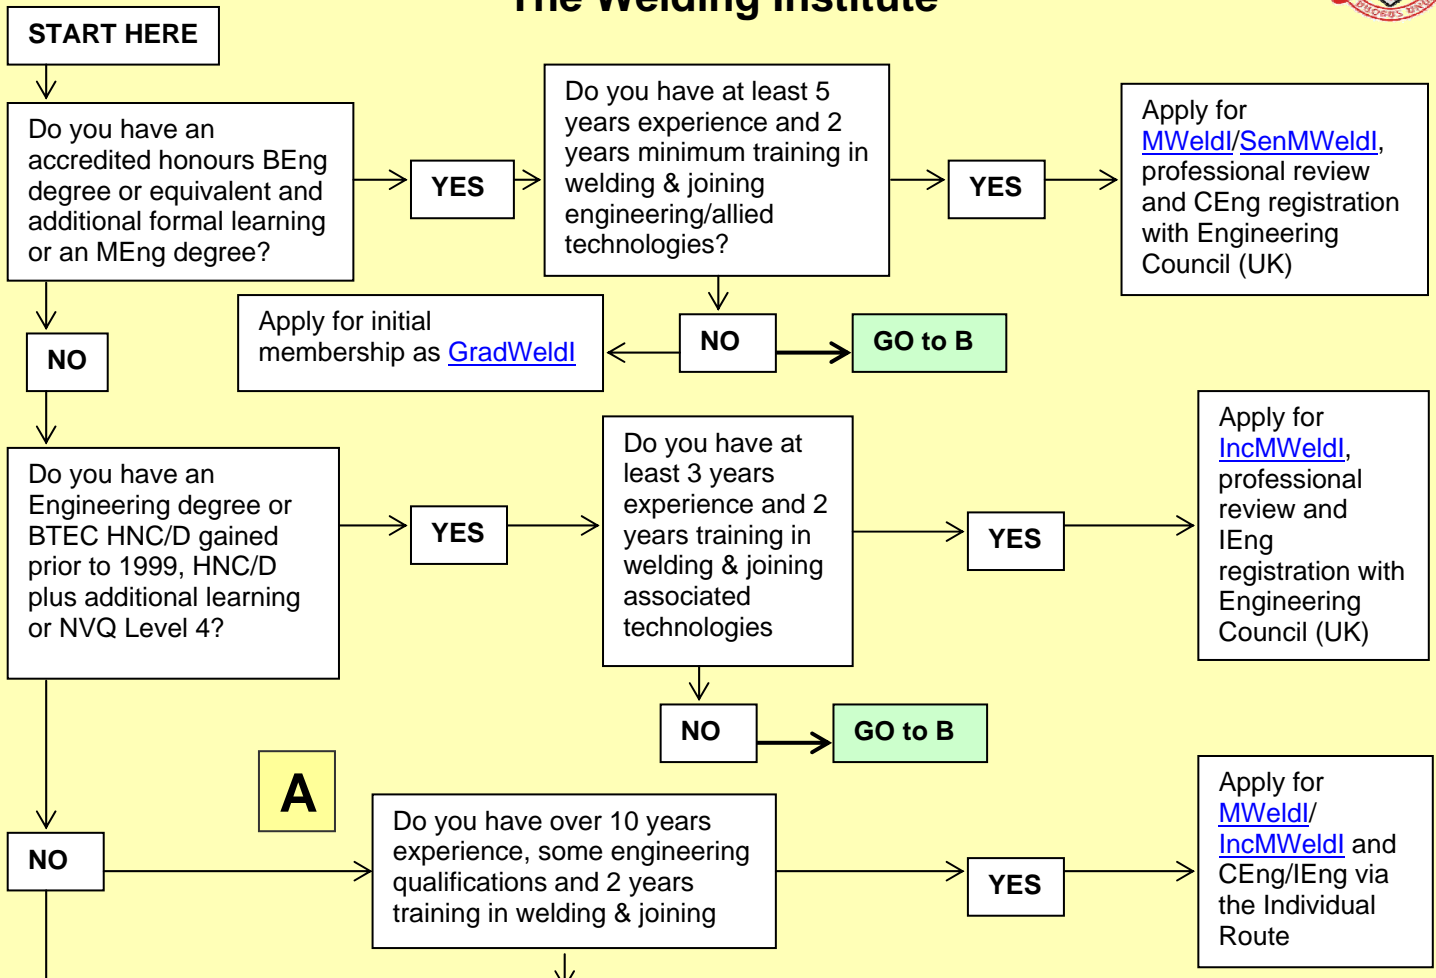 The Welding Institute
START HERE
Do you have an
accredited honours BEng
degree or equivalent and
additional formal learning
or an MEng degree?
YES
Do you have at least 5
years experience and 2
years minimum training in
welding & joining
engineering/allied
technologies?
YES
Apply for
MWeldI/SenMWeldI,
professional review
and CEng registration
with Engineering
Council (UK)
NO
Apply for initial
membership as GradWeldI
NO
GO to B
Do you have an
Engineering degree or
BTEC HNC/D gained
prior to 1999, HNC/D
plus additional learning
or NVQ Level 4?
YES
Do you have at
least 3 years
experience and 2
years training in
welding & joining
associated
technologies
YES
Apply for
IncMWeldI,
professional
review and
IEng
registration with
Engineering
Council (UK)
NO
GO to B
A
NO
Do you have over 10 years
experience, some engineering
qualifications and 2 years
training in welding & joining
YES
Apply for
MWeldI/
IncMWeldI and
CEng/IEng via
the Individual
Route